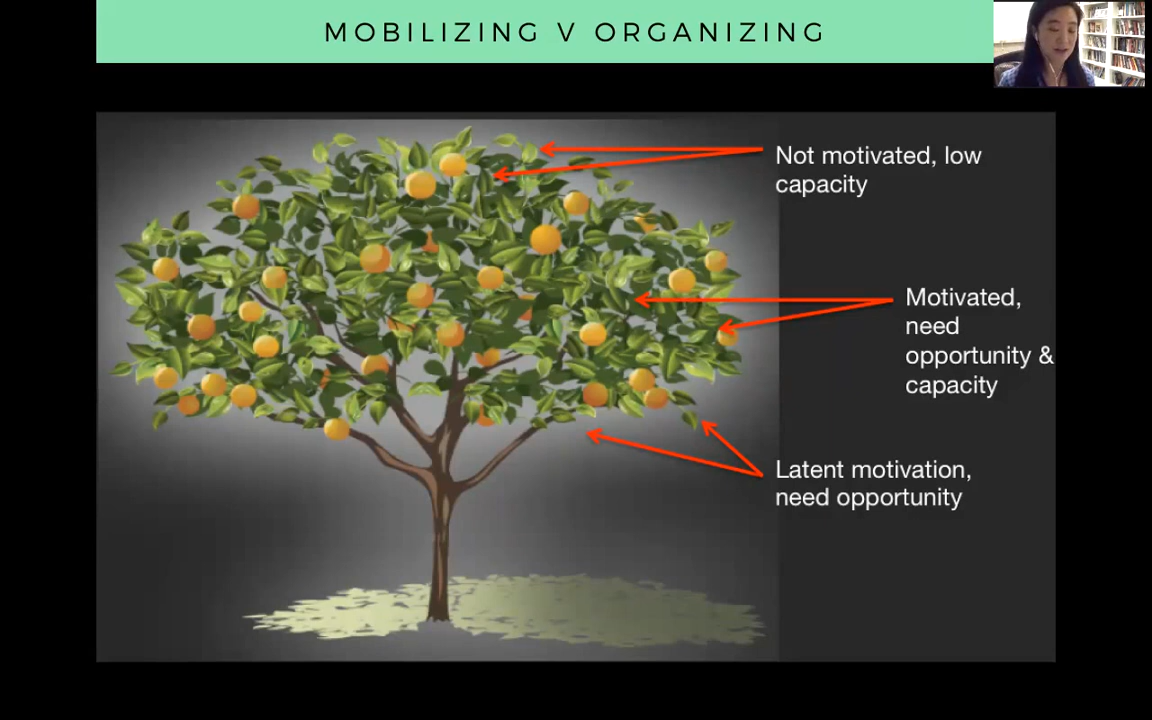 MOBILIZING V ORGANIZING
Not motivated, low
capacity
Motivated,
need
opportunity &
capacity
Latent motivation,
need opportunity